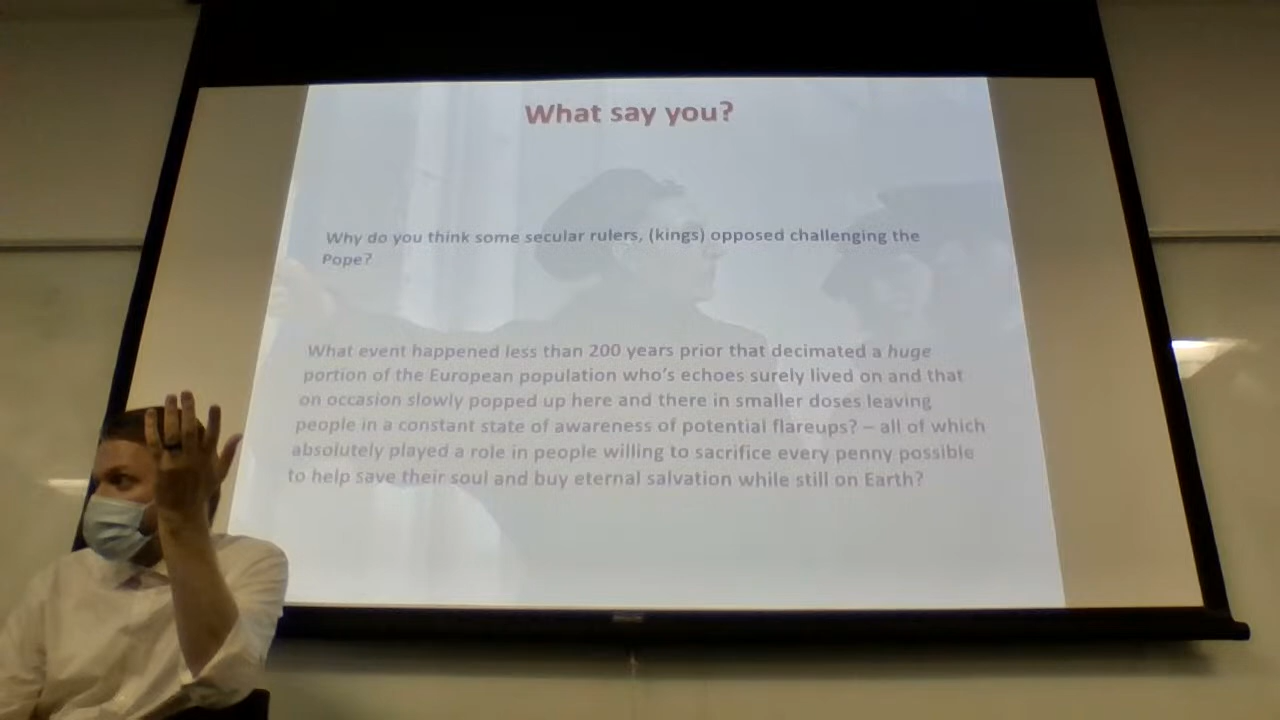 What say you?
Why do you think some secular rulers, (kings) opposed challenging the
Pope?
What event happened less than 200 years prior that decimated a huge
portion of the European population who's echoes surely lived on and that
on occasion slowly popped up here and there in smaller doses leaving
people in a constant state of awareness of potential flareups? – all of which
absolutely played a role in people willing to sacrifice every penny possible
to help save their soul and buy eternal salvation while still on Earth?